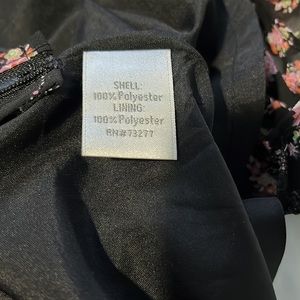 SHELL:
100% Polyester
LINING:
100% Polyester
RN#73277